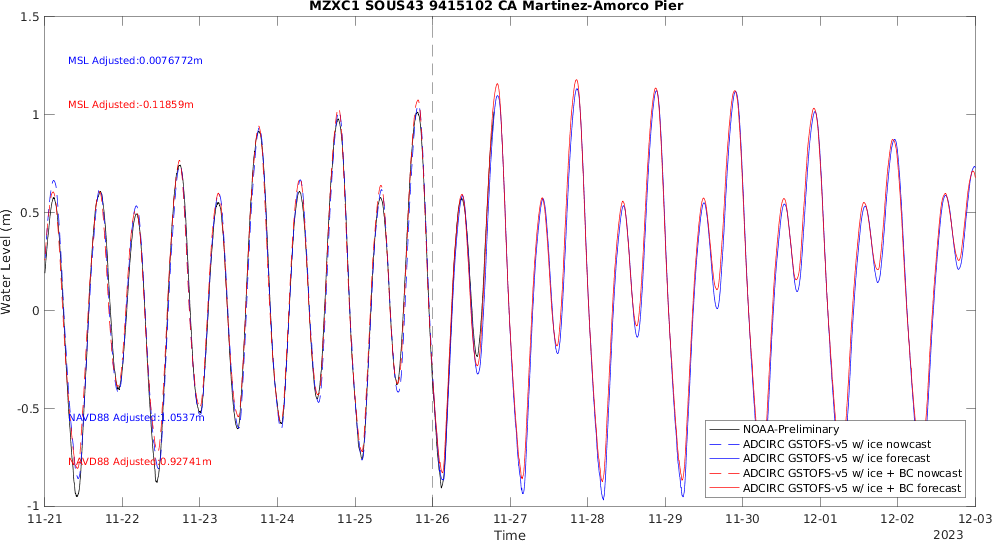 MZXC1 SOUS43 9415102 CA Martinez-Amorco Pier
1.5
1
0.5
0
-0.5
-1
Water Level (m)
MSL Adjusted:0.0076772m
MSL Adjusted:-0.11859m
NAVD88 Adjusted:1.0537m
NAVD88 Adjusted:0.92741m
NOAA-Preliminary
ADCIRC GSTOFS-v5 w/ ice nowcast
ADCIRC GSTOFS-v5 w/ ice forecast
ADCIRC GSTOFS-v5 w/ ice + BC nowcast
ADCIRC GSTOFS-v5 w/ ice + BC forecast
11-21 11-22 11-23 11-24 11-25 11-26 11-27 11-28 11-29 11-30 12-01 12-02 12-03
Time
2023